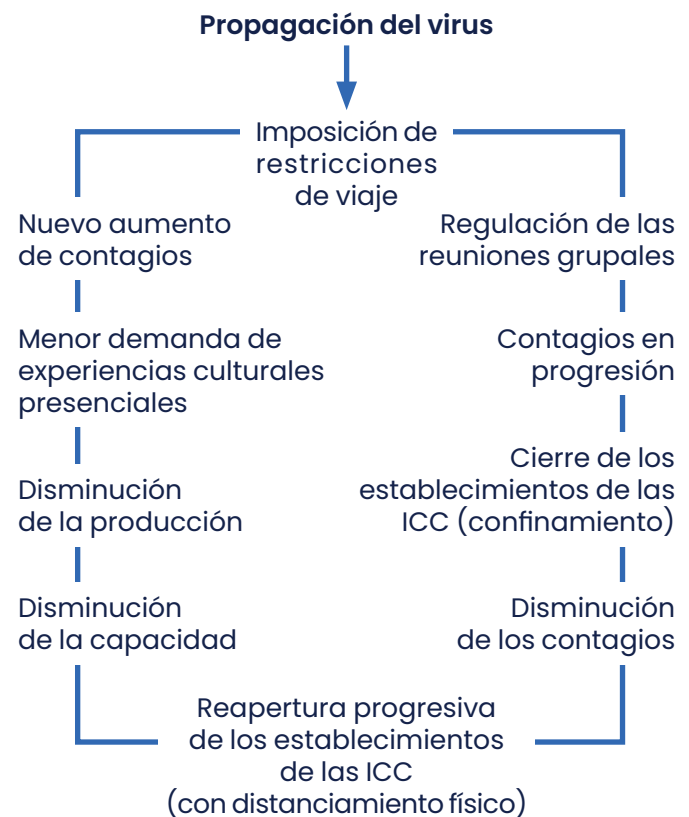 Propagación del virus
Imposición de
restricciones
de viaje
Nuevo aumento
de contagios
Regulación de las
reuniones grupales
Menor demanda de
experiencias culturales
presenciales
Contagios en
progresión
Cierre de los
establecimientos de las
ICC (confinamiento)
Disminución
de la producción
Disminución
de la capacidad
Disminución
de los contagios
Reapertura progresiva
de los establecimientos
de las ICC
(con distanciamiento físico)